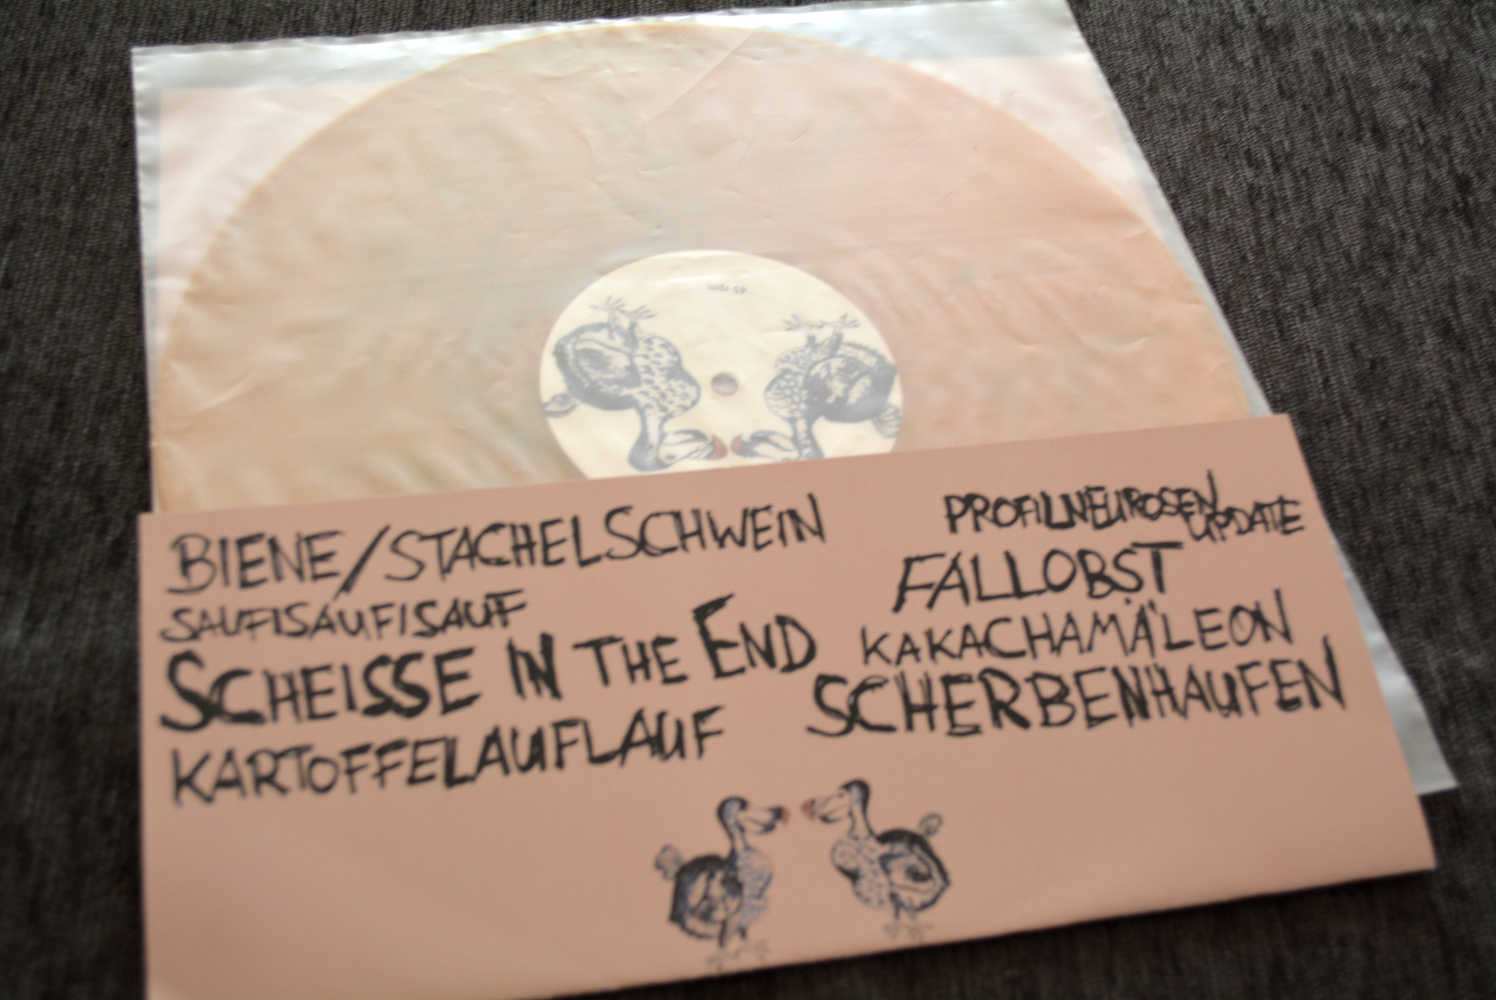 BIENE/STACHELSCHWEIN
SAUFISAUFISAUF
SCHEISSE IN THE END
KARTOFFELAUFLAUF
PROFILNEUROSEN
UPDATE
FALLOBST
KAKACHAMÄLEON
SCHERBENHAUFEN